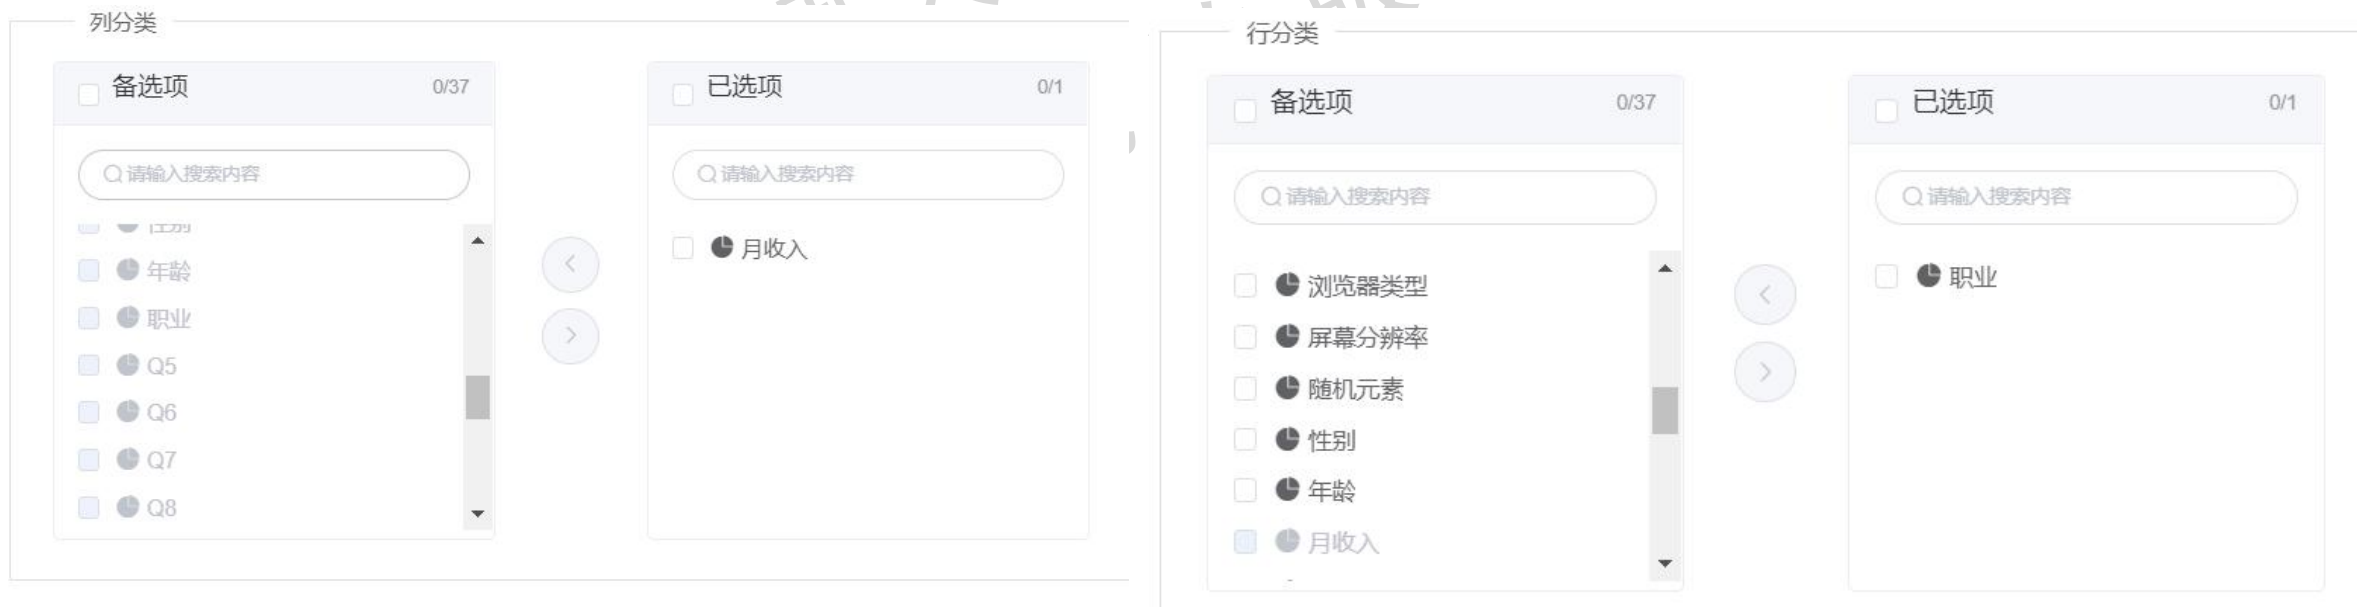 列分类
备选项 0/37
请输入搜索内容
性别
年龄
职业
Q5
Q6
Q7
Q8
已选项 0/1
请输入搜索内容
月收入
行分类
备选项 0/37
请输入搜索内容
浏览器类型
屏幕分辨率
随机元素
性别
年龄
月收入
已选项 0/1
请输入搜索内容
职业